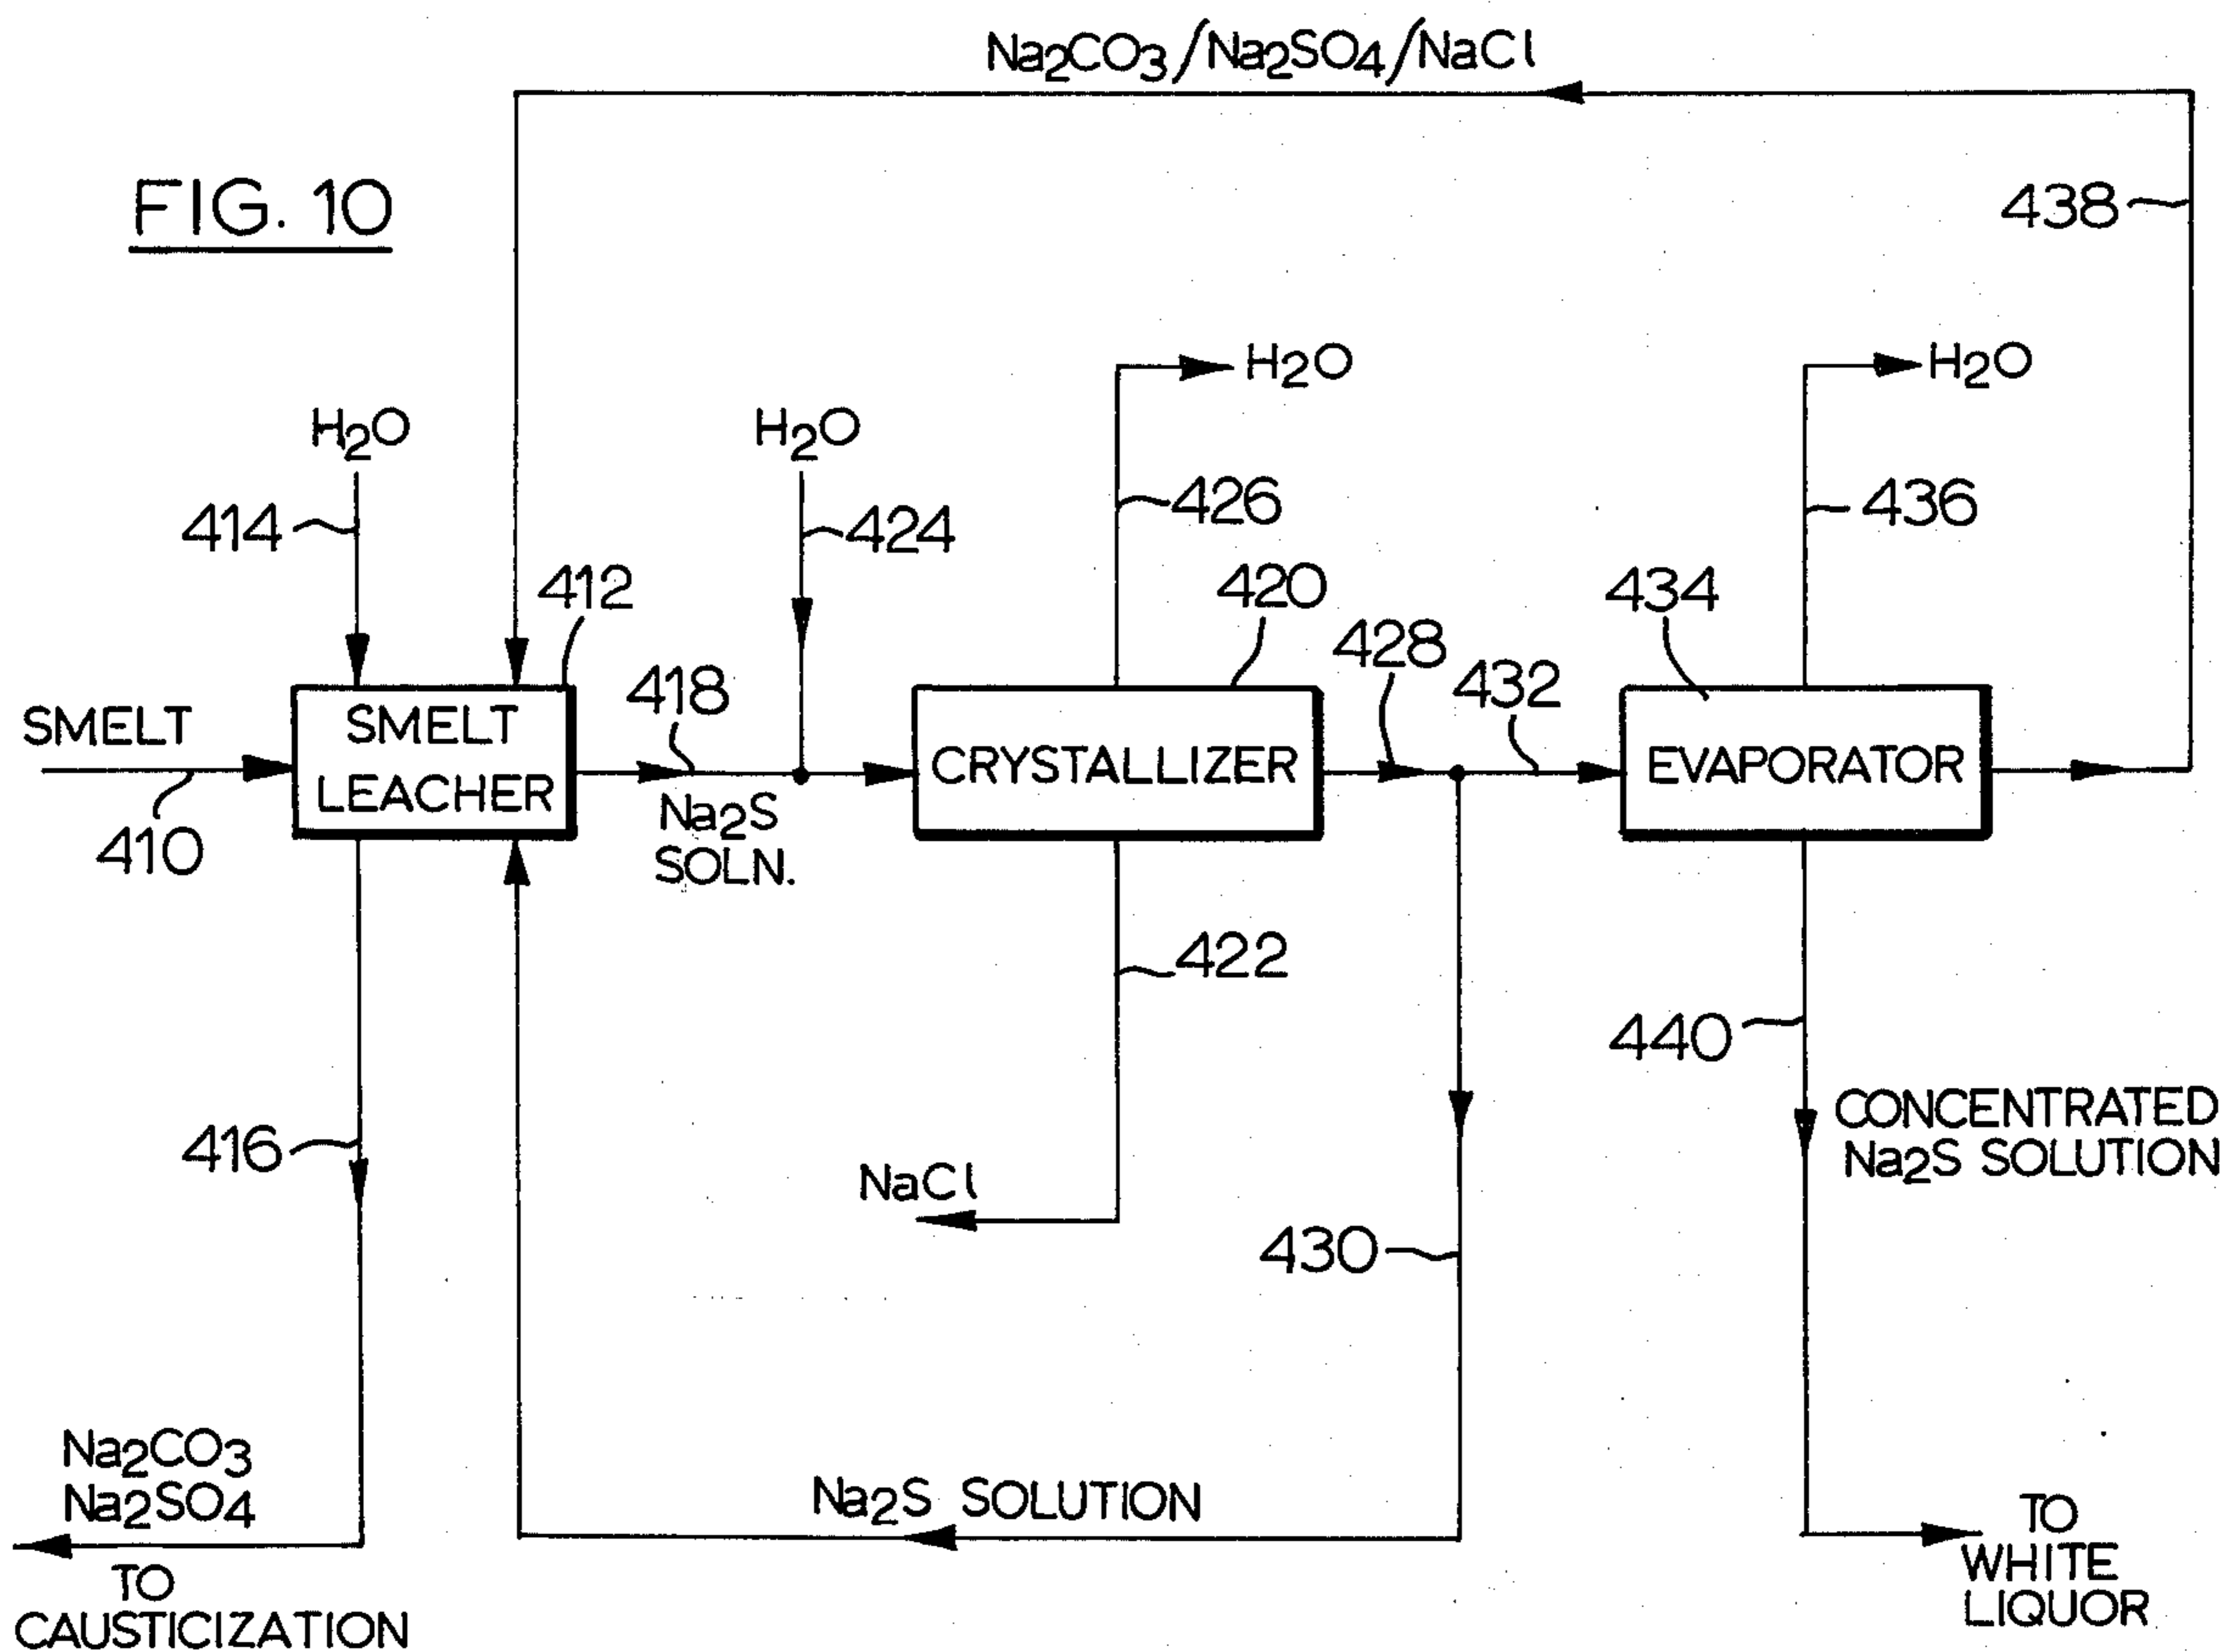 Na2CO3/Na2SO4/NaCl
FIG. 10
438
H2O
H2O
H2O
H2O
414
424
426
436
412
420
428
432
434
SMELT
410
SMELT
LEACHER
418
Na2S
SOLN.
CRYSTALLIZER
EVAPORATOR
422
440
416
NaCl
430
CONCENTRATED
Na2S SOLUTION
Na2CO3
Na2SO4
TO
CAUSTICIZATION
Na2S SOLUTION
TO
WHITE
LIQUOR